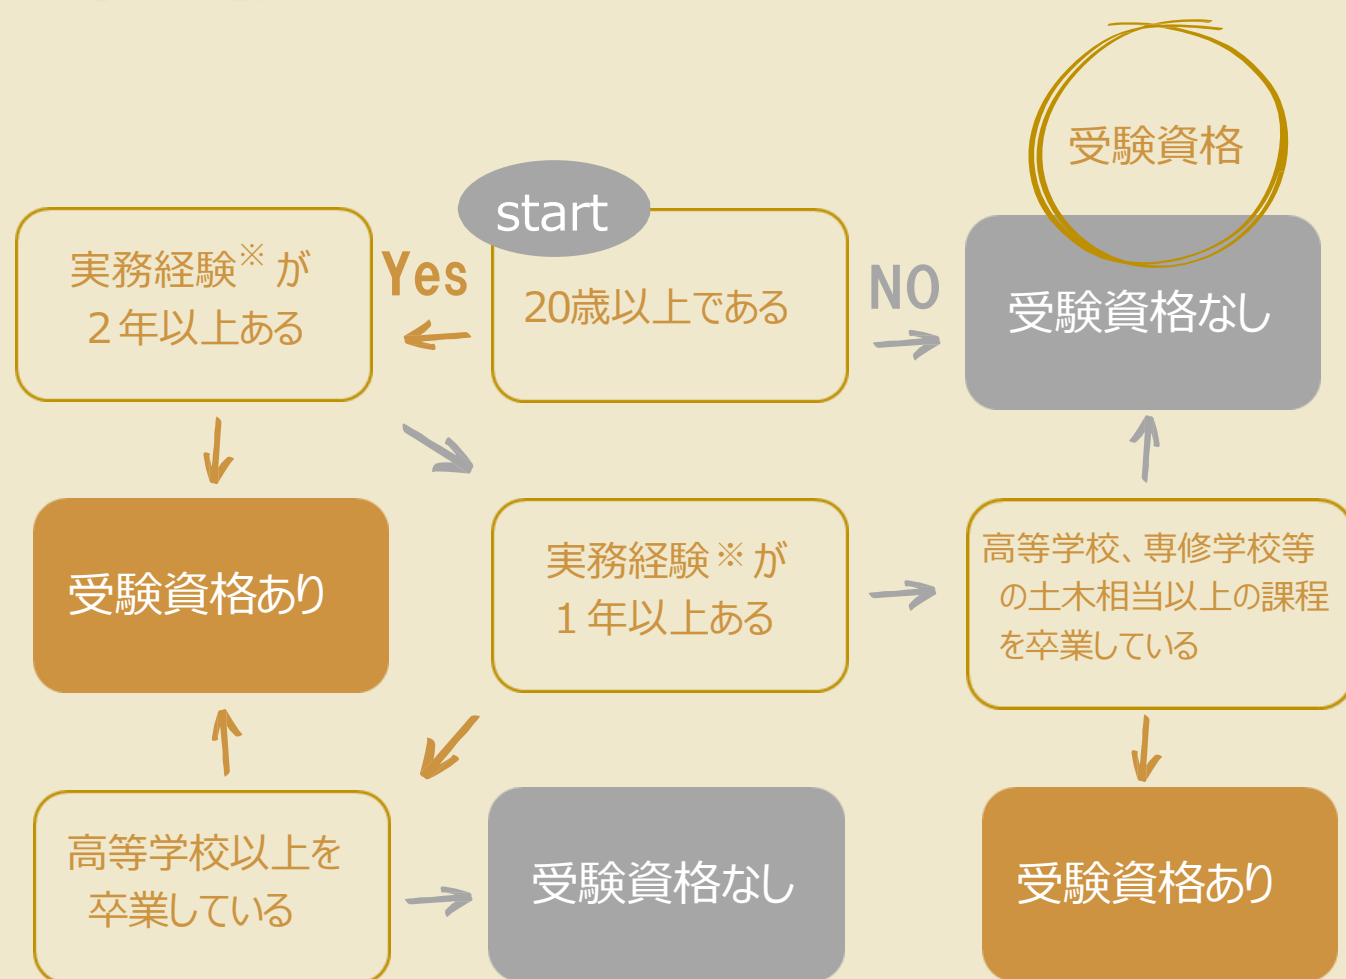 受験資格
start
実務経験※が
２年以上ある
Yes
20歳以上である
NO
受験資格なし
受験資格あり
実務経験※が
１年以上ある
高等学校、専修学校等
の土木相当以上の課程
を卒業している
高等学校以上を
卒業している
受験資格なし
受験資格あり